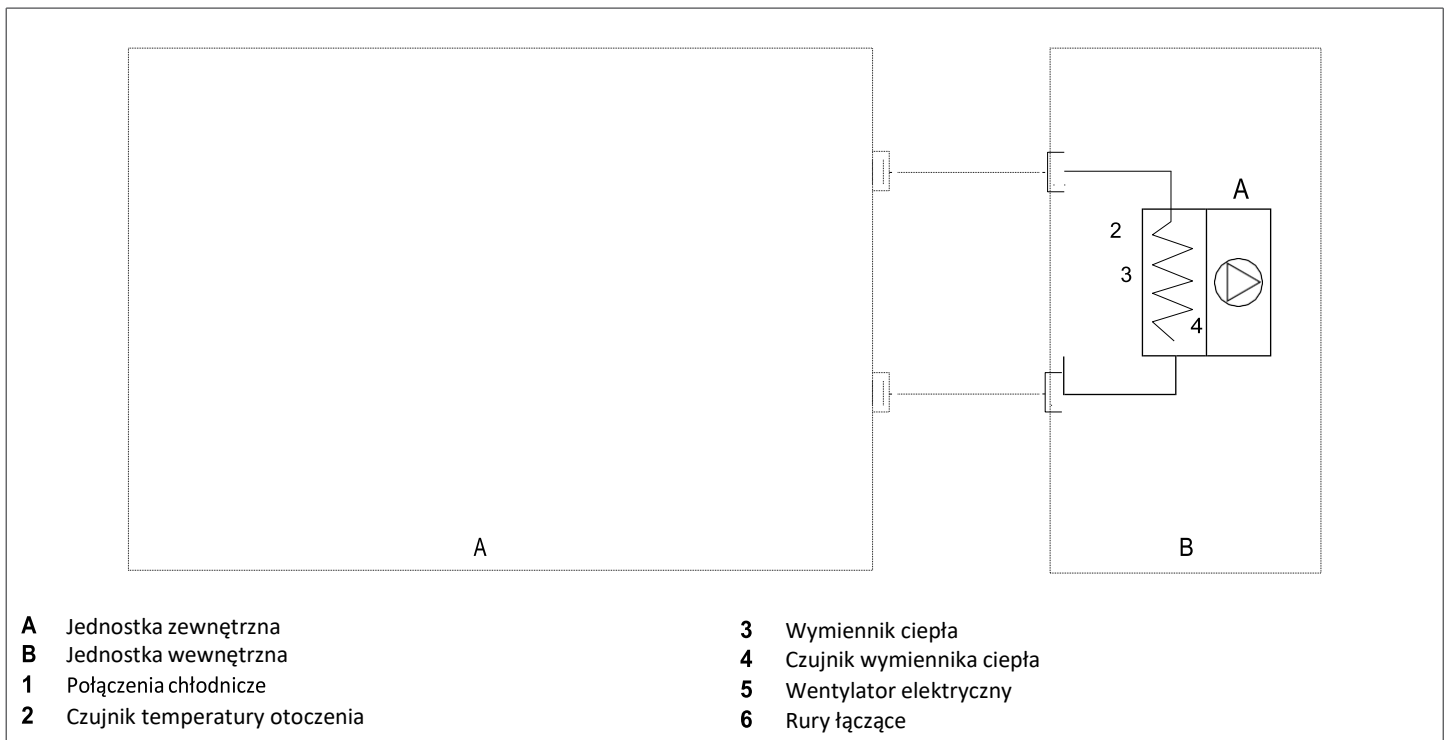 A
2
3
4
A
B
A Jednostka zewnętrzna
B Jednostka wewnętrzna
1 Połączenia chłodnicze
2 Czujnik temperatury otoczenia
3 Wymiennik ciepła
4 Czujnik wymiennika ciepła
5 Wentylator elektryczny
6 Rury łączące